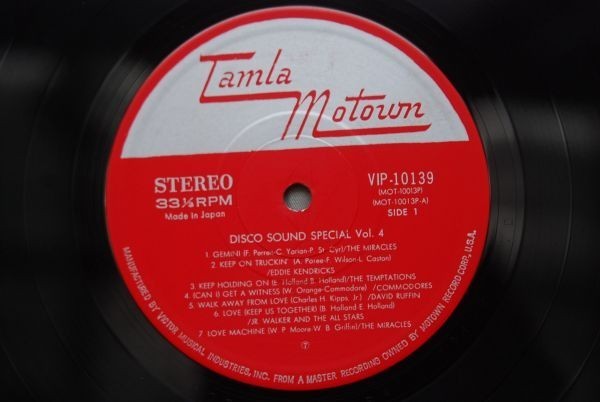 Tamla
Motown
STEREO
33⅓RPM
Made in Japan
VIP-10139
(MOT-10013P)
(MOT-10013P-A)
SIDE 1
DISCO SOUND SPECIAL Vol. 4
1 GEMINI (F. Perren-C. Yarian-P. St. Cyr)/THE MIRACLES
2 KEEP ON TRUCKIN' (A. Poree-F. Wilson-L. Caston)
/EDDIE KENDRICKS
3 KEEP HOLDING ON (E. Holland B. Holland)/THE TEMPTATIONS
4 (CAN I) GET A WITNESS (W. Orange-Commodore) /COMMODORES
5 WALK AWAY FROM LOVE (Charles H. Kipps, Jr.) /DAVID RUFFIN
6 LOVE (KEEP US TOGETHER) (B. Holland E. Holland)
/JR. WALKER AND THE ALL STARS
7 LOVE MACHINE (W. P. Moore-W. B. Griffin)/THE MIRACLES
MANUFACTURED BY VICTOR MUSICAL INDUSTRIES, INC. FROM A MASTER RECORDING OWNED BY MOTOWN RECORD CORP, U.S.A.